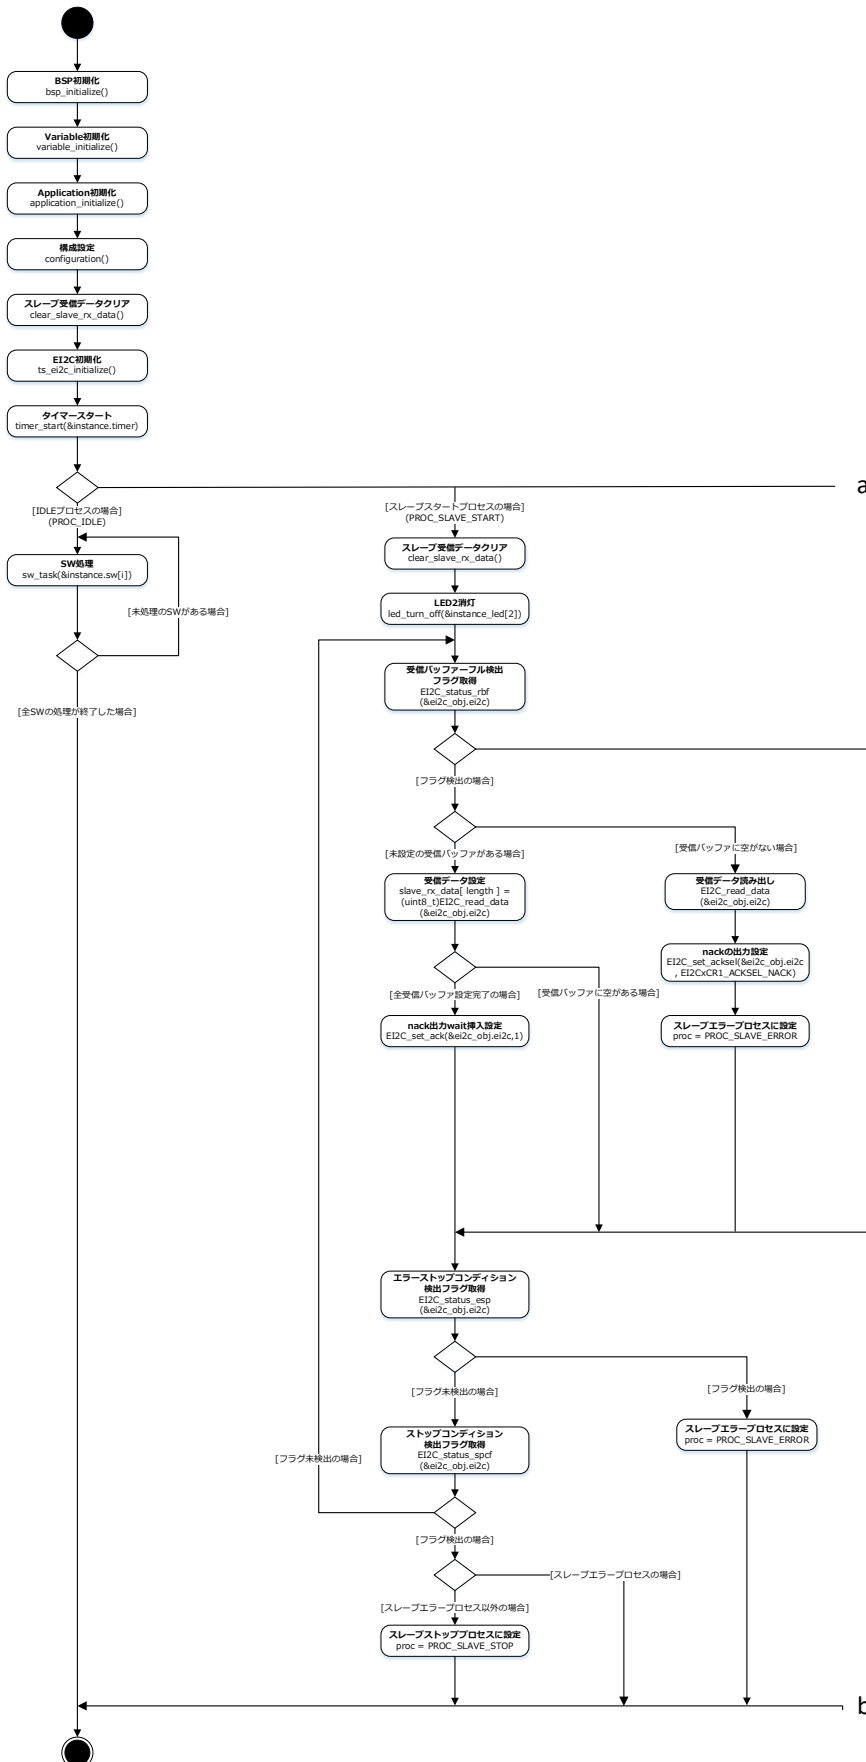 BSP初期化
bsp_initialize()
Variable初期化
variable_initialize()
Application初期化
application_initialize()
構成設定
configuration()
スレーブ受信データクリア
clear_slave_rx_data()
EI2C初期化
ts_ei2c_initialize()
タイマースタート
timer_start(&instance.timer)
a
[IDLEプロセスの場合]
(PROC_IDLE)
SW処理
sw_task(&instance.sw[i])
[未処理のSWがある場合]
[全SWの処理が終了した場合]
[スレーブスタートプロセスの場合]
(PROC_SLAVE_START)
スレーブ受信データクリア
clear_slave_rx_data()
LED2消灯
led_turn_off(&instance_led[2])
受信バッファーフル検出
フラグ取得
EI2C_status_rbf
(&ei2c_obj.ei2c)
[フラグ検出の場合]
[未設定の受信バッファがある場合]
[受信バッファに空がない場合]
受信データ設定
slave_rx_data[ length ] =
(uint8_t)EI2C_read_data
(&ei2c_obj.ei2c)
受信データ読み出し
EI2C_read_data
(&ei2c_obj.ei2c)
nackの出力設定
EI2C_set_acksel(&ei2c_obj.ei2c
, EI2CxCR1_ACKSEL_NACK)
[全受信バッファ設定完了の場合]
[受信バッファに空がある場合]
nack出力wait挿入設定
EI2C_set_ack(&ei2c_obj.ei2c,1)
スレーブエラープロセスに設定
proc = PROC_SLAVE_ERROR
エラーストップコンディション
検出フラグ取得
EI2C_status_esp
(&ei2c_obj.ei2c)
[フラグ未検出の場合]
[フラグ検出の場合]
ストップコンディション
検出フラグ取得
EI2C_status_spcf
(&ei2c_obj.ei2c)
スレーブエラープロセスに設定
proc = PROC_SLAVE_ERROR
[フラグ未検出の場合]
[フラグ検出の場合]
[スレーブエラープロセスの場合]
[スレーブエラープロセス以外の場合]
スレーブストッププロセスに設定
proc = PROC_SLAVE_STOP
b